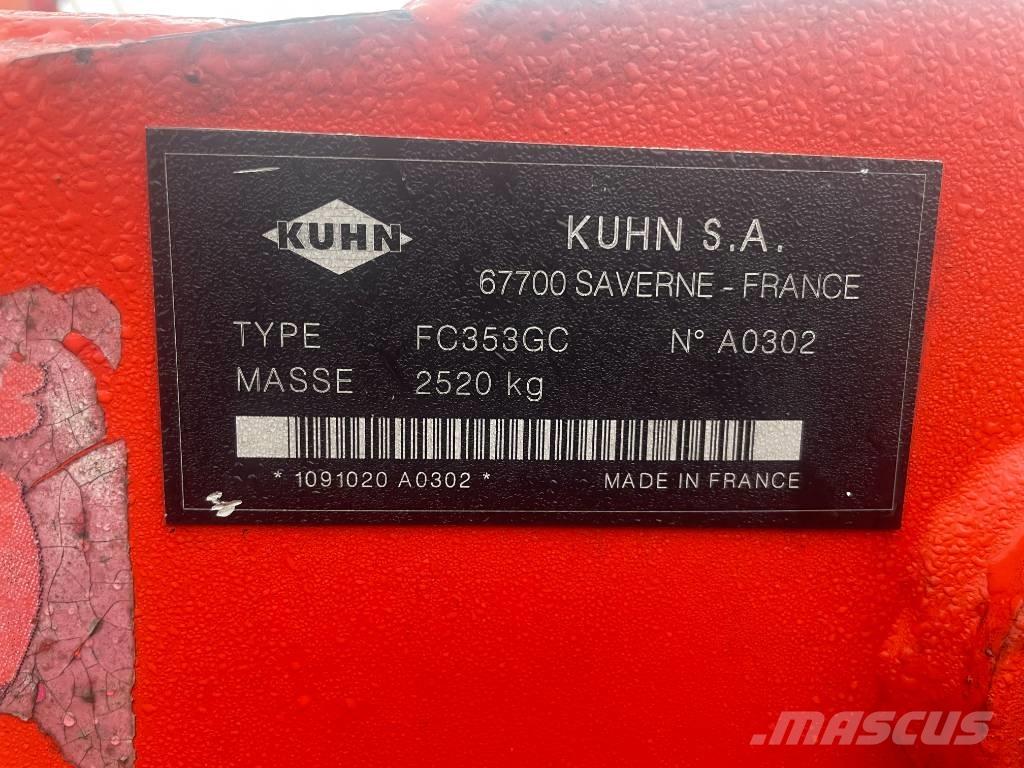 KUHN
KUHN S.A.
67700 SAVERNE - FRANCE
TYPE FC353GC N° A0302
MASSE 2520 kg
* 1091020 A0302 * MADE IN FRANCE
MASCUS